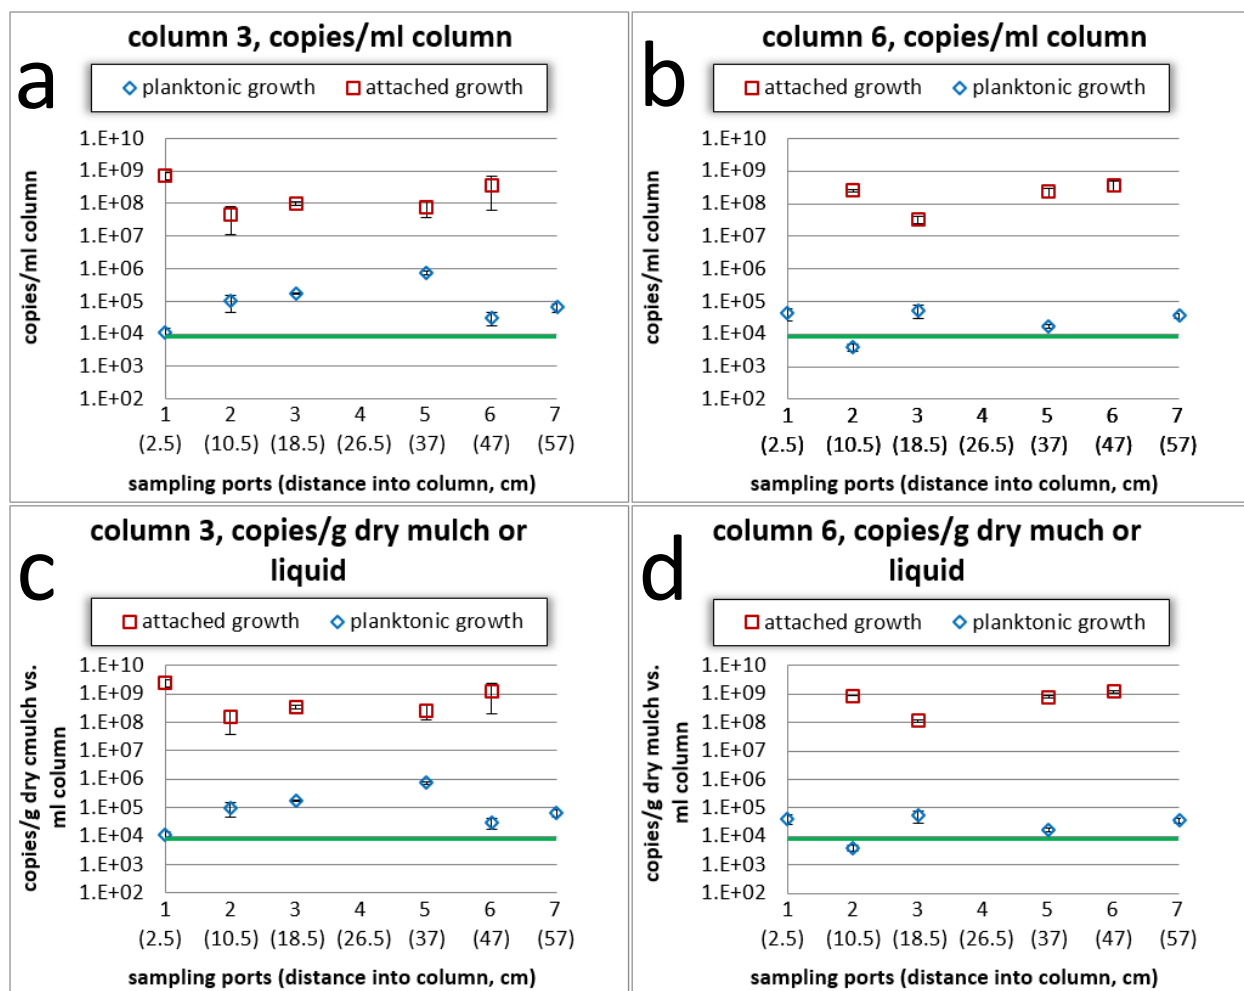 a
column 3, copies/ml column
planktonic growth attached growth
copies/ml column
1.E+10
1.E+09
1.E+08
1.E+07
1.E+06
1.E+05
1.E+04
1.E+03
1.E+02
1 2 3 4 5 6 7
(2.5) (10.5) (18.5) (26.5) (37) (47) (57)
sampling ports (distance into column, cm)
b
column 6, copies/ml column
attached growth planktonic growth
copies/ml column
1.E+10
1.E+09
1.E+08
1.E+07
1.E+06
1.E+05
1.E+04
1.E+03
1.E+02
1 2 3 4 5 6 7
(2.5) (10.5) (18.5) (26.5) (37) (47) (57)
sampling ports (distance into column, cm)
c
column 3, copies/g dry mulch or
liquid
attached growth planktonic growth
copies/g dry cmulch vs.
ml column
1.E+10
1.E+09
1.E+08
1.E+07
1.E+06
1.E+05
1.E+04
1.E+03
1.E+02
1 2 3 4 5 6 7
(2.5) (10.5) (18.5) (26.5) (37) (47) (57)
sampling ports (distance into column, cm)
d
column 6, copies/g dry much or
liquid
attached growth planktonic growth
copies/g dry mulch vs.
ml column
1.E+10
1.E+09
1.E+08
1.E+07
1.E+06
1.E+05
1.E+04
1.E+03
1.E+02
1 2 3 4 5 6 7
(2.5) (10.5) (18.5) (26.5) (37) (47) (57)
sampling ports (distance into column, cm)